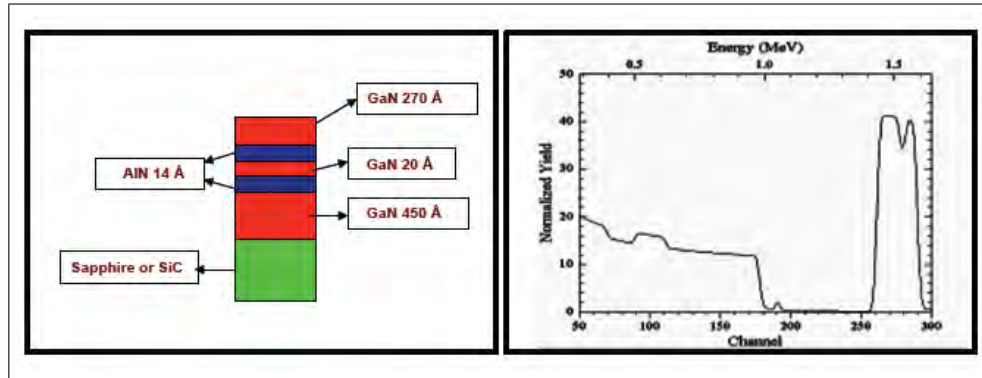 GaN 270 Å
AlN 14 Å
GaN 20 Å
GaN 450 Å
Sapphire or SiC
Energy (MeV)
0.5 1.0 1.5
50
40
30
20
10
0
Normalized Yield
50 100 150 200 250 300
Channel